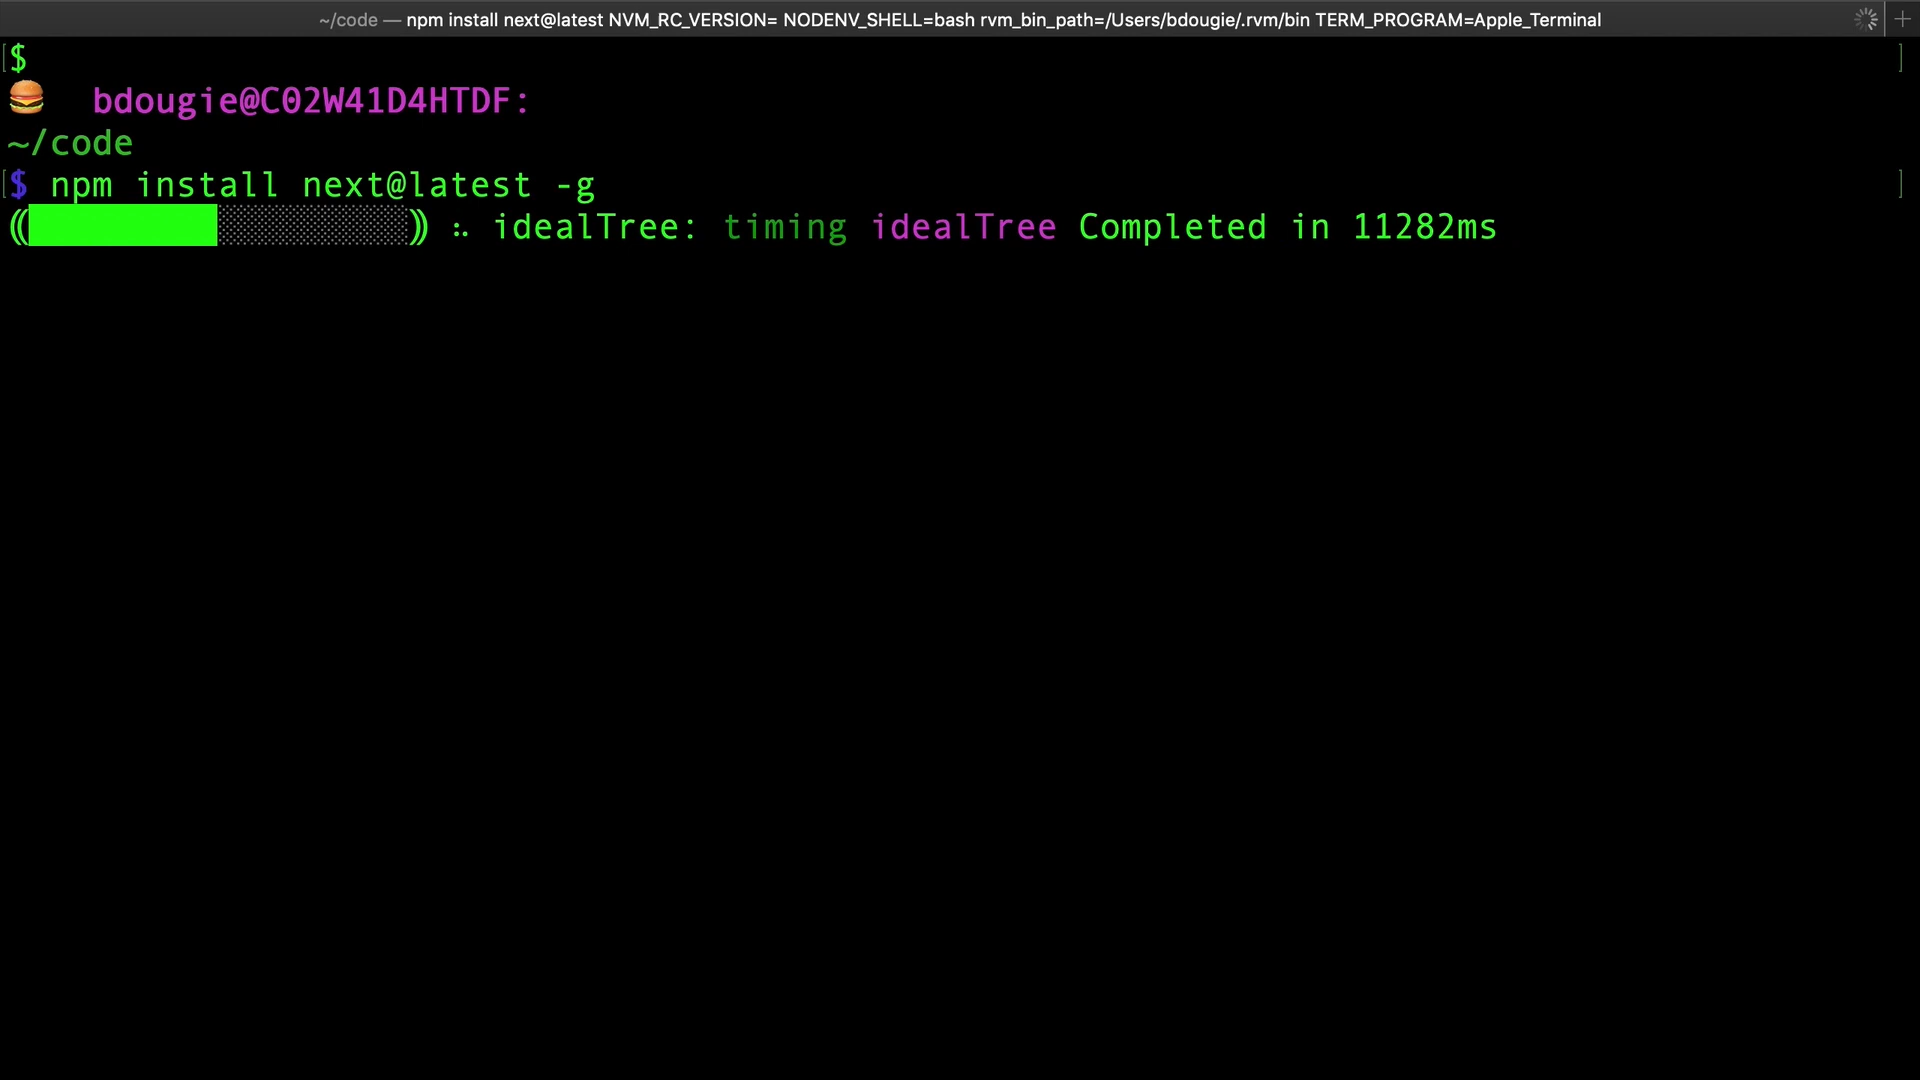 ~/code — npm install next@latest NVM_RC_VERSION= NODENV_SHELL=bash rvm_bin_path=/Users/bdougie/.rvm/bin TERM_PROGRAM=Apple_Terminal
[$ ]
🍔 bdougie@C02W41D4HTDF:
~/code
[$ npm install next@latest -g ]
(█████████░░░░░░░░░) ⠦ idealTree: timing idealTree Completed in 11282ms